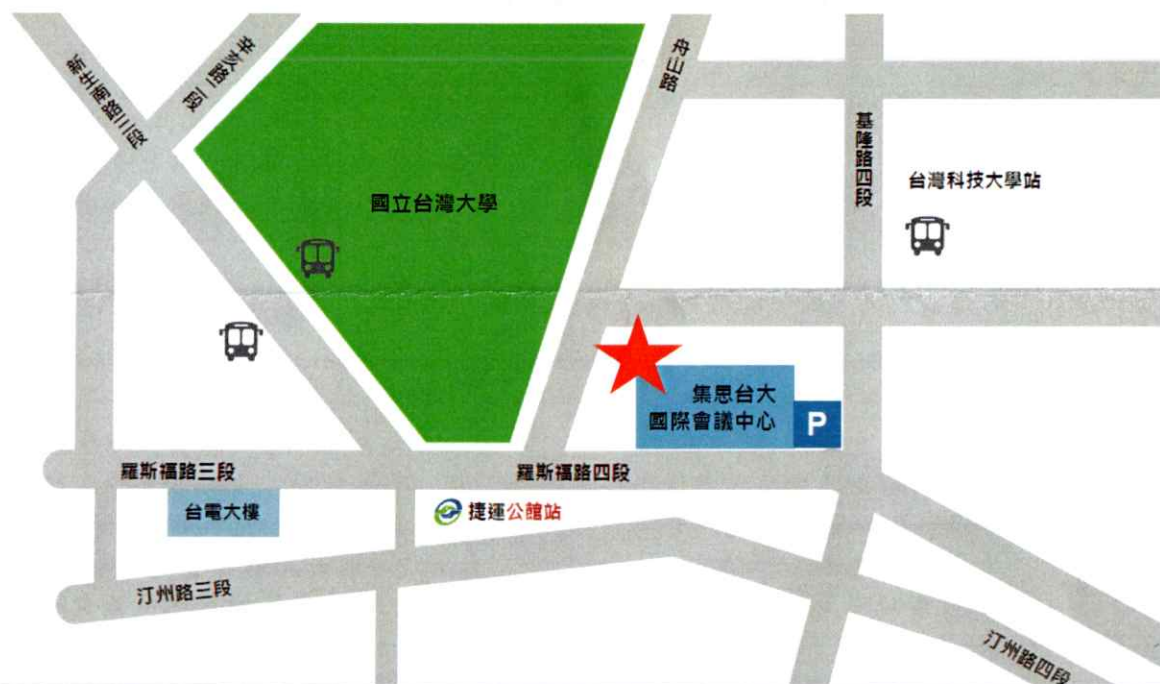 新生南路三段
辛亥路一段
舟山路
基隆路四段
台灣科技大學站
國立台灣大學
集思台大
國際會議中心
P
羅斯福路三段
羅斯福路四段
台電大樓
捷運公館站
汀州路三段
汀州路四段